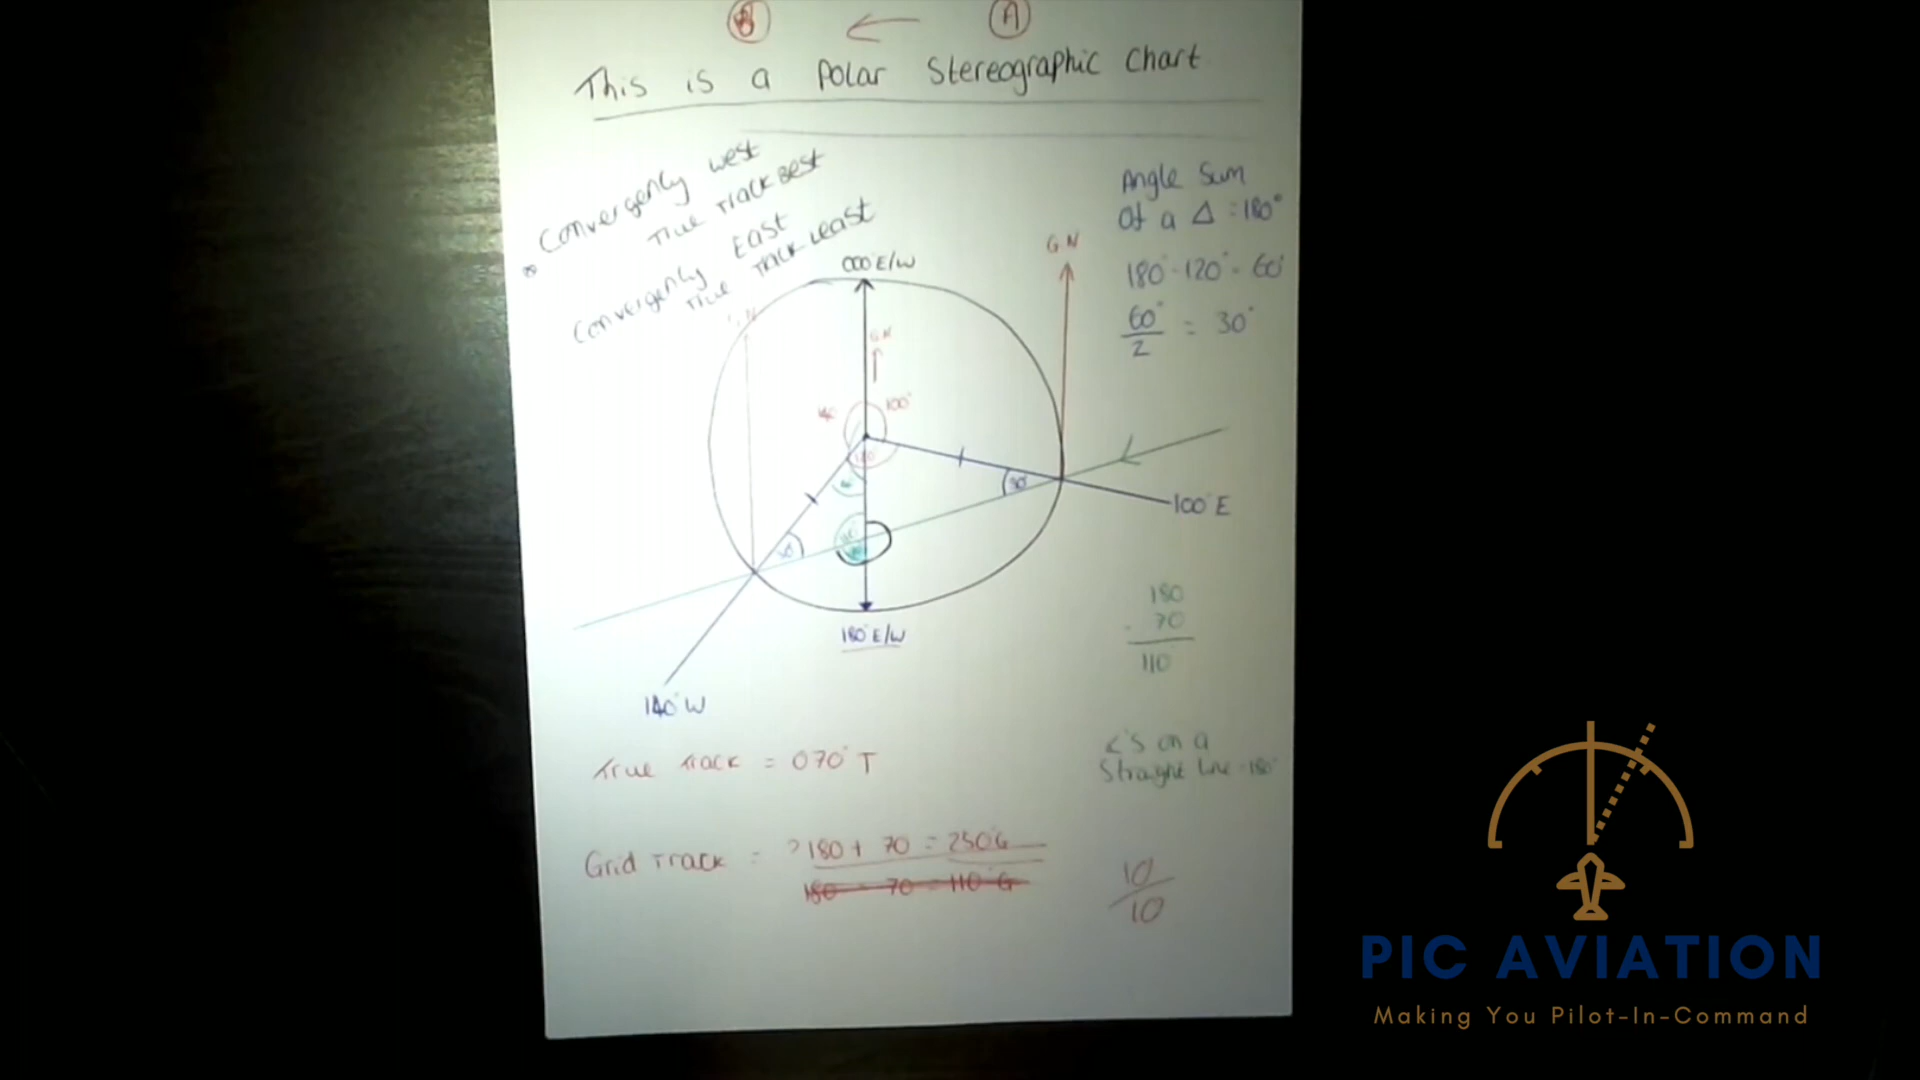 B ← A
This is a Polar Stereographic Chart
* Convergency west
True Track Best
Convergency East
True Track Least
Angle Sum
of a Δ = 180°
180° - 120° = 60°
60°
2
= 30°
G N
000°E/W
G N
100°
30°
100°E
180°E/W
140°W
180
- 70
110
∠'s on a
Straight line = 180°
True Track = 070°T
Grid Track = ? 180 + 70 = 250°G
180 - 70 = 110°G
10
10
PIC AVIATION
Making You Pilot-In-Command